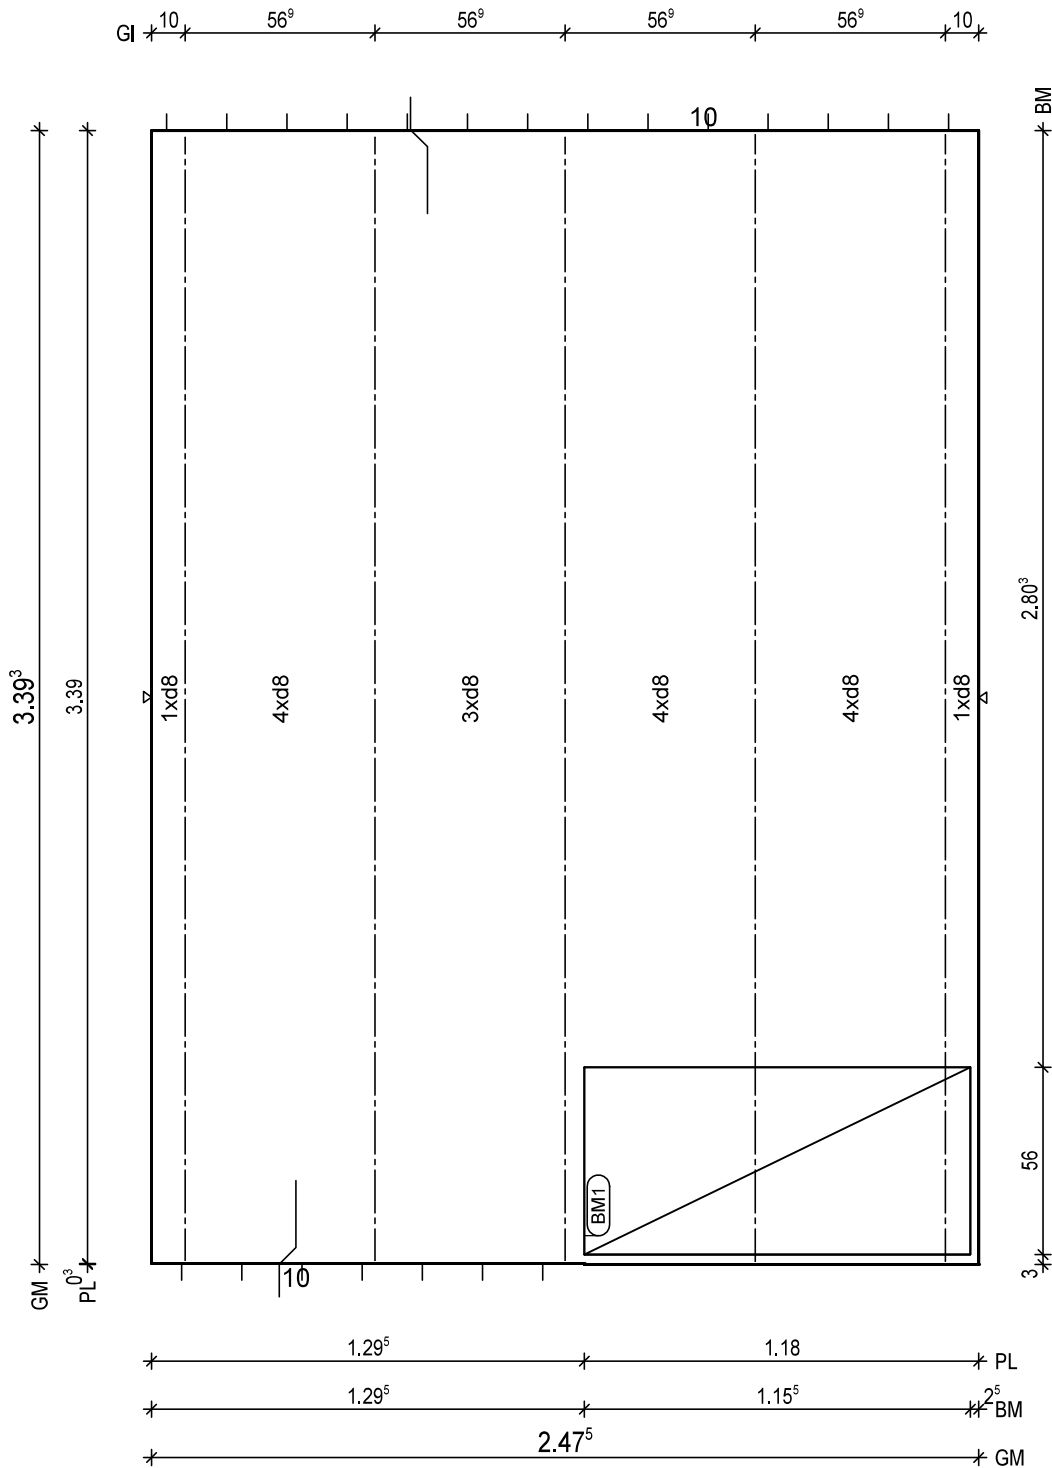 GI 10 56⁹ 56⁹ 56⁹ 56⁹ 10
BM
10
2.80³
3.39³
3.39
1xd8 4xd8 3xd8 4xd8 4xd8 1xd8
56
BM1
3
0³
10
GM PL
1.29⁵ 1.18 PL
1.29⁵ 1.15⁵ 2⁵ BM
2.47⁵ GM